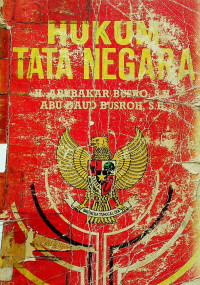 HUKUM
TATA NEGARA
H. ABUBAKAR BUSRO, S.H.
ABU DAUD BUSROH, S.H.